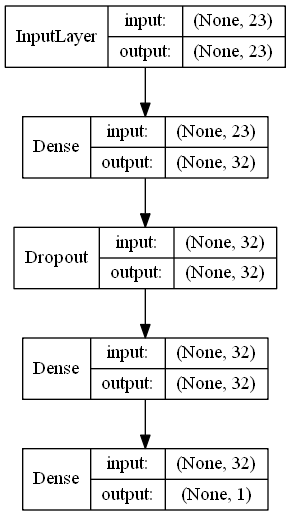 InputLayer
input: (None, 23)
output: (None, 23)
Dense
input: (None, 23)
output: (None, 32)
Dropout
input: (None, 32)
output: (None, 32)
Dense
input: (None, 32)
output: (None, 32)
Dense
input: (None, 32)
output: (None, 1)